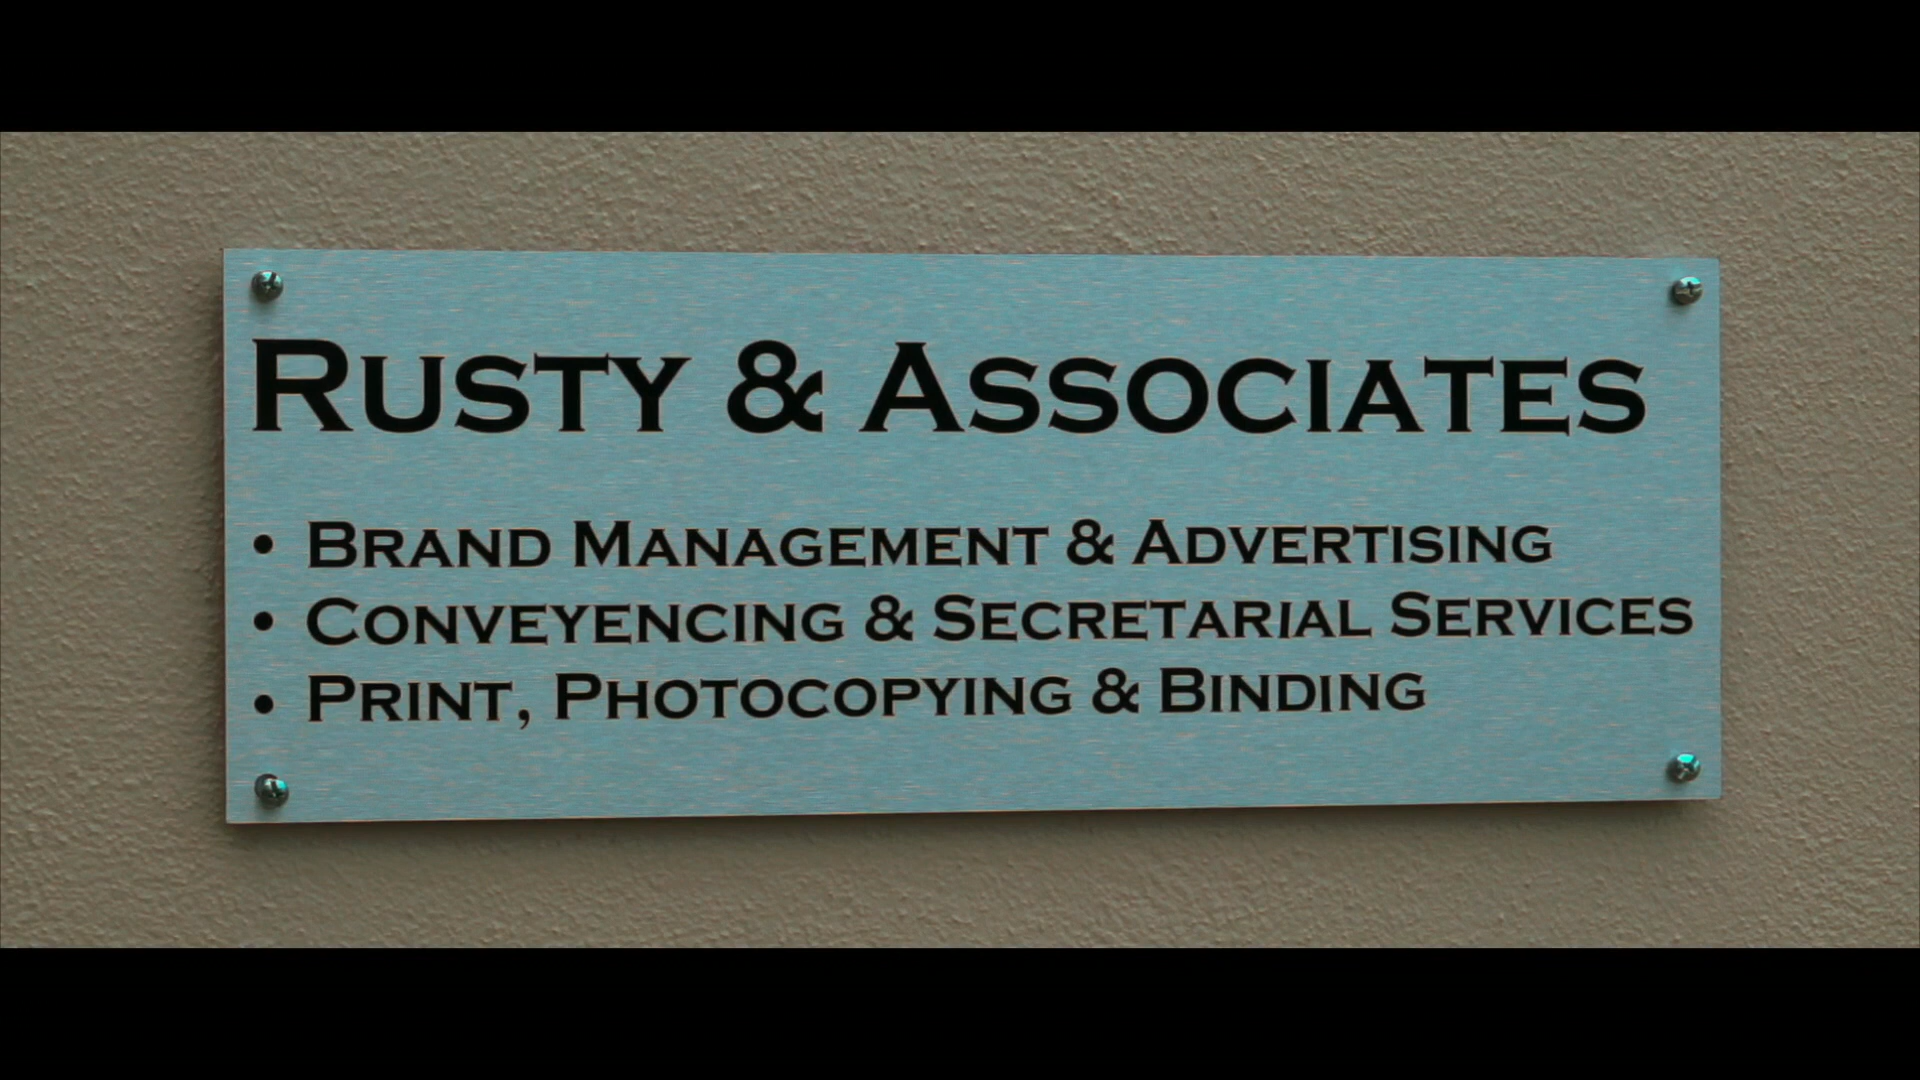 RUSTY & ASSOCIATES
• BRAND MANAGEMENT & ADVERTISING
• CONVEYENCING & SECRETARIAL SERVICES
• PRINT, PHOTOCOPYING & BINDING